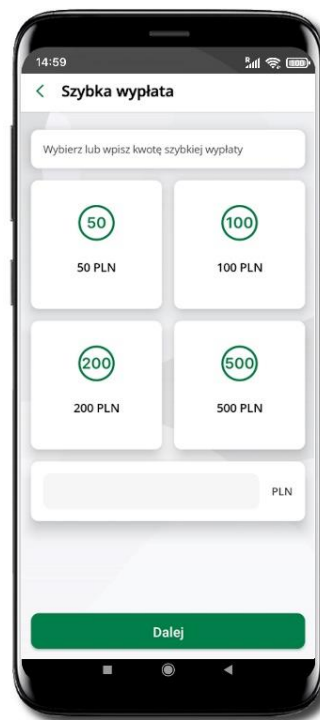 14:59
Szybka wypłata
Wybierz lub wpisz kwotę szybkiej wypłaty
50
100
50 PLN
100 PLN
200
500
200 PLN
500 PLN
PLN
Dalej